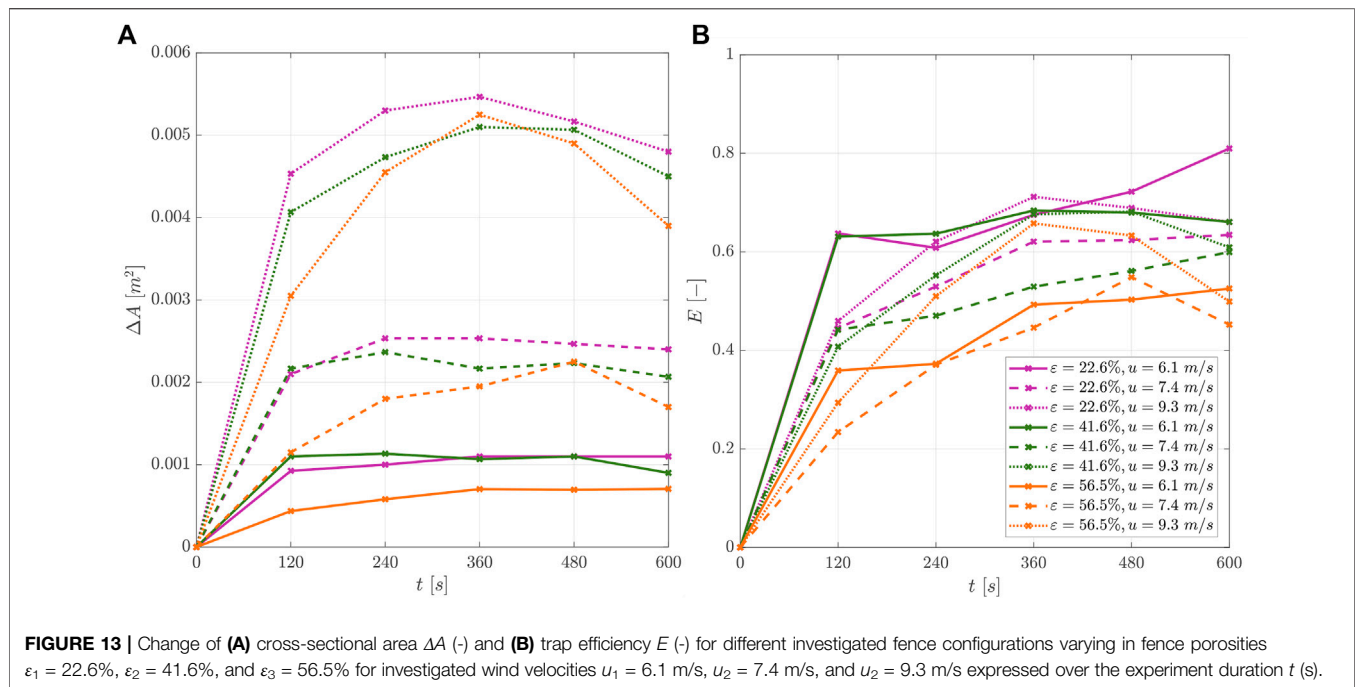 A
B
0.006
0.005
0.004
0.003
0.002
0.001
0
ΔA [m²]
0 120 240 360 480 600
t [s]
1
0.8
0.6
0.4
0.2
0
E [−]
0 120 240 360 480 600
t [s]
ε = 22.6%, u = 6.1 m/s
ε = 22.6%, u = 7.4 m/s
ε = 22.6%, u = 9.3 m/s
ε = 41.6%, u = 6.1 m/s
ε = 41.6%, u = 7.4 m/s
ε = 41.6%, u = 9.3 m/s
ε = 56.5%, u = 6.1 m/s
ε = 56.5%, u = 7.4 m/s
ε = 56.5%, u = 9.3 m/s
FIGURE 13 | Change of (A) cross-sectional area ΔA (-) and (B) trap efficiency E (-) for different investigated fence configurations varying in fence porosities
ε₁ = 22.6%, ε₂ = 41.6%, and ε₃ = 56.5% for investigated wind velocities u₁ = 6.1 m/s, u₂ = 7.4 m/s, and u₂ = 9.3 m/s expressed over the experiment duration t (s).